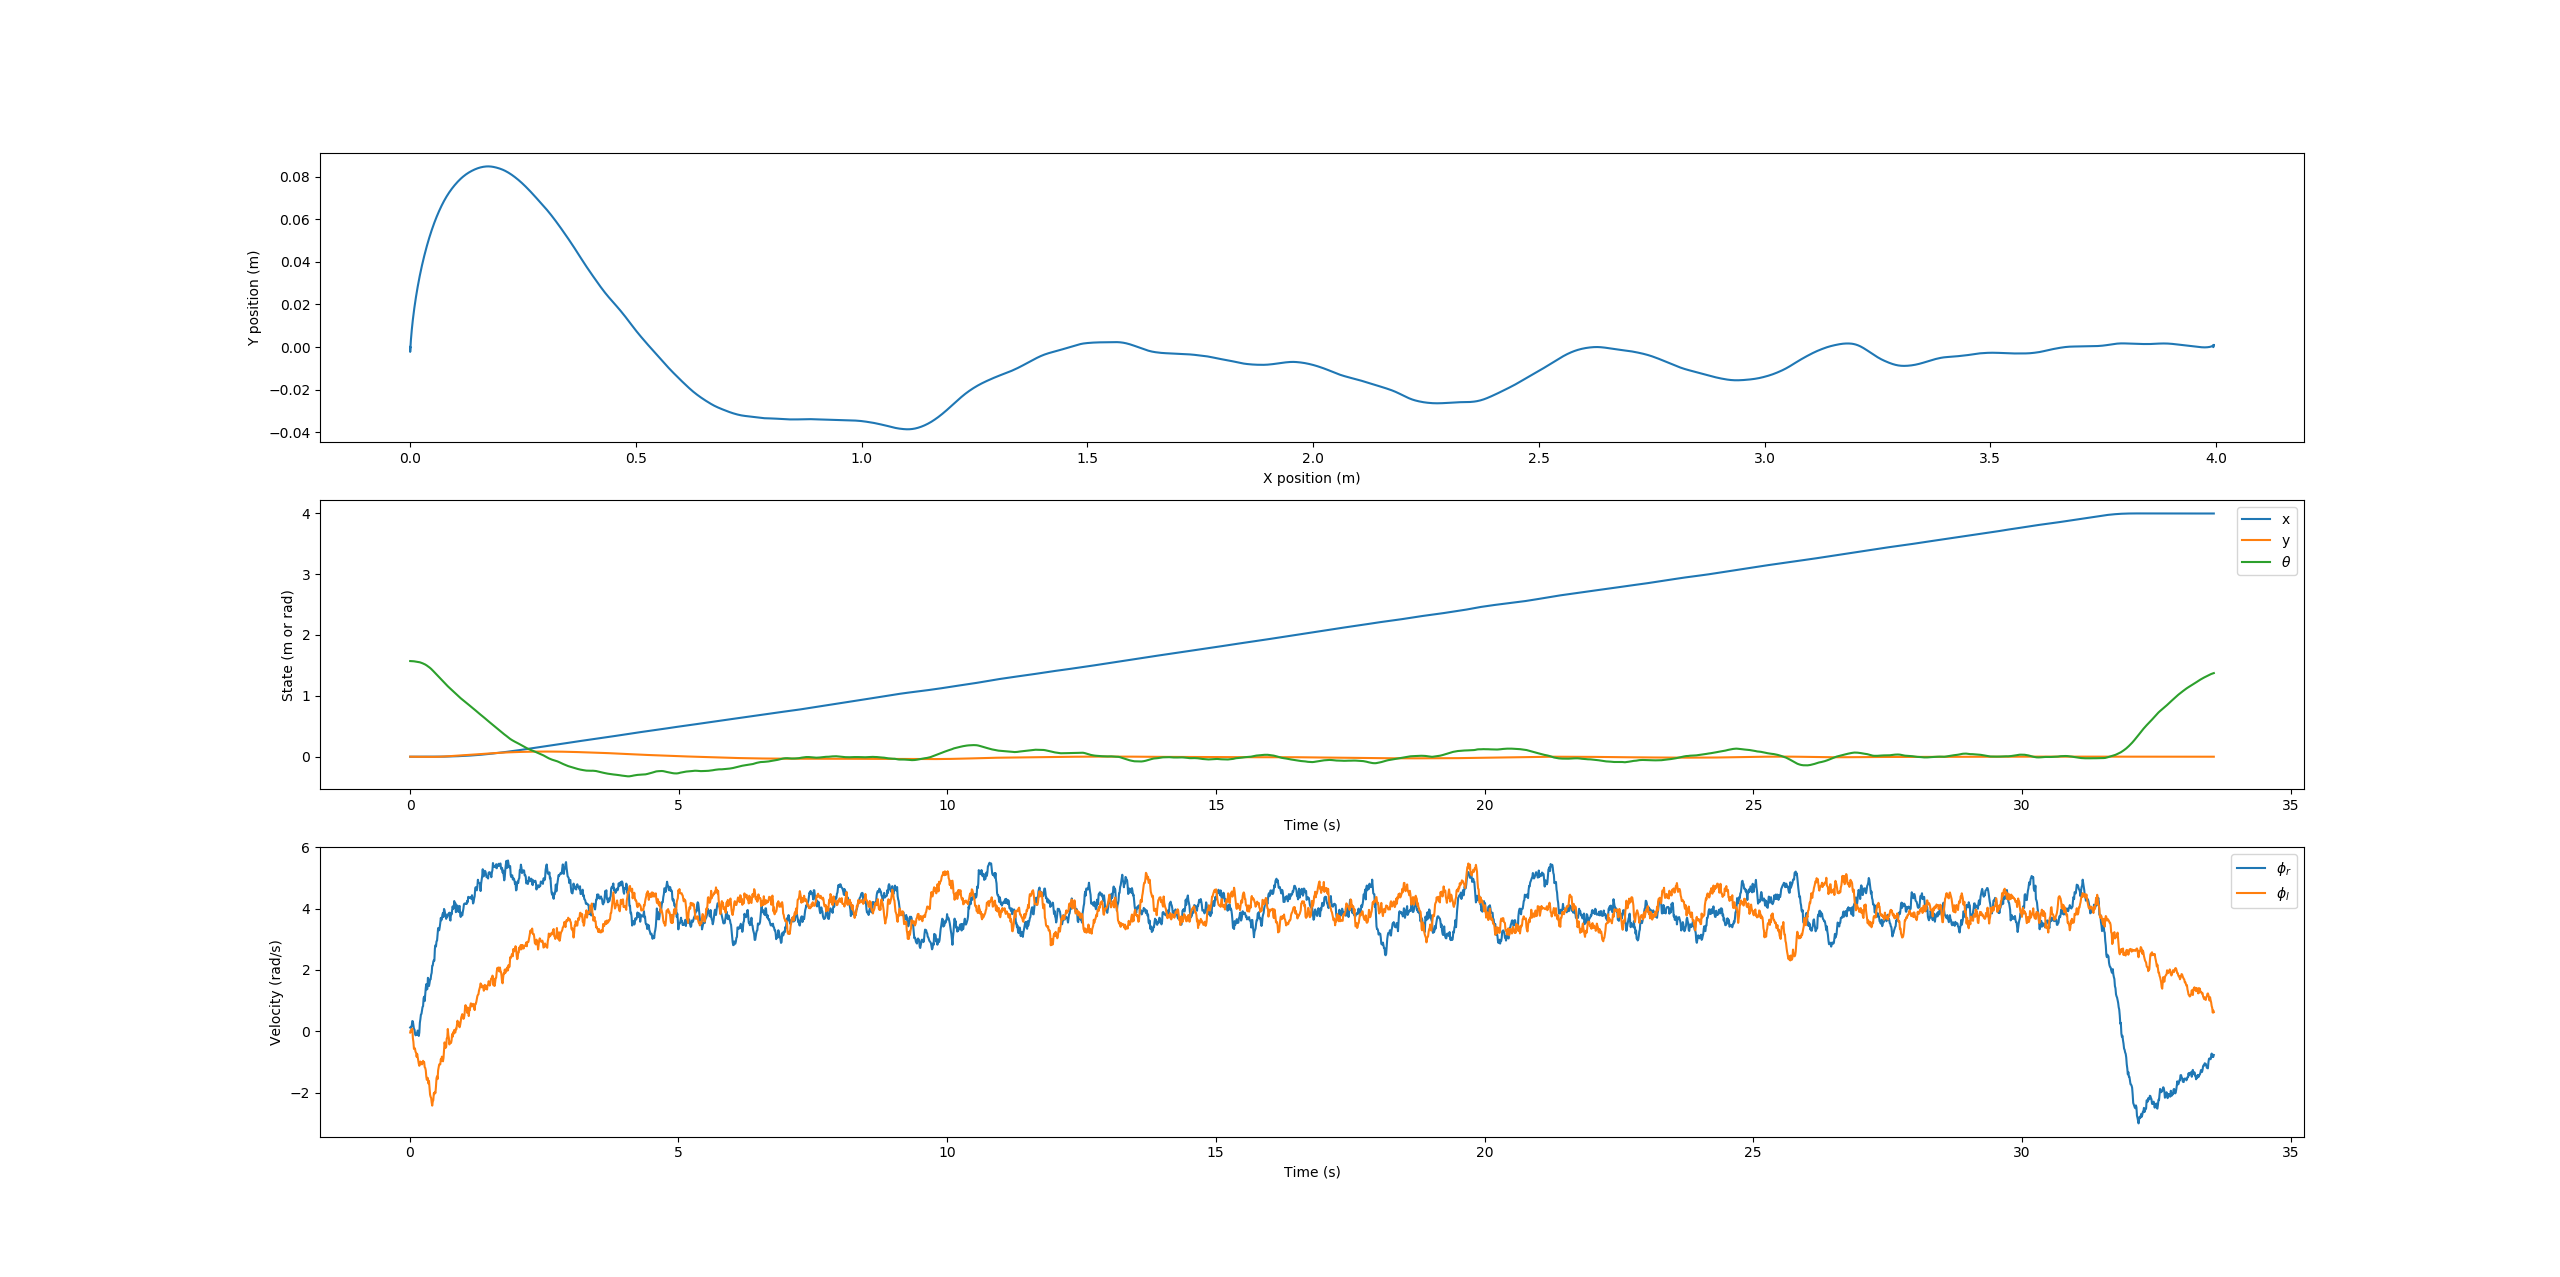 0.08
0.06
0.04
0.02
0.00
−0.02
−0.04
Y position (m)
0.0 0.5 1.0 1.5 2.0 2.5 3.0 3.5 4.0
X position (m)
4
3
2
1
0
State (m or rad)
x
y
θ
0 5 10 15 20 25 30 35
Time (s)
6
4
2
0
−2
Velocity (rad/s)
ϕr
ϕl
0 5 10 15 20 25 30 35
Time (s)